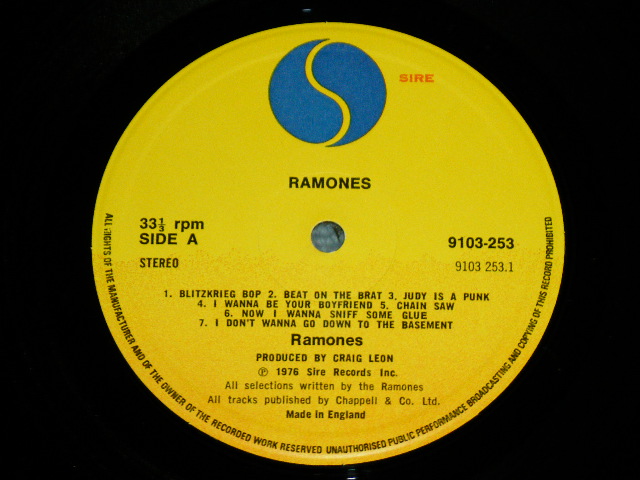 SIRE
RAMONES
33⅓ rpm
SIDE A
9103-253
STEREO
9103 253.1
1. BLITZKRIEG BOP 2. BEAT ON THE BRAT 3. JUDY IS A PUNK
4. I WANNA BE YOUR BOYFRIEND 5. CHAIN SAW
6. NOW I WANNA SNIFF SOME GLUE
7. I DON'T WANNA GO DOWN TO THE BASEMENT
Ramones
PRODUCED BY CRAIG LEON
℗ 1976 Sire Records Inc.
All selections written by the Ramones
All tracks published by Chappell & Co. Ltd.
Made in England
ALL RIGHTS OF THE MANUFACTURER AND OF THE OWNER OF THE RECORDED WORK RESERVED UNAUTHORISED PUBLIC PERFORMANCE BROADCASTING AND COPYING OF THIS RECORD PROHIBITED